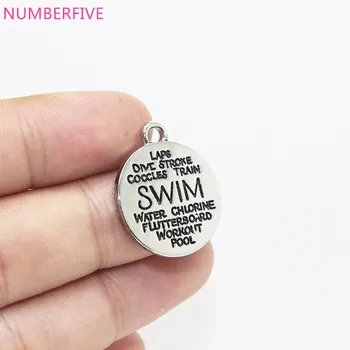 NUMBERFIVE
LAPS
DIVE STROKE
GOGGLES TRAIN
SWIM
WATER CHLORINE
FLUTTERBOARD
WORKOUT
POOL